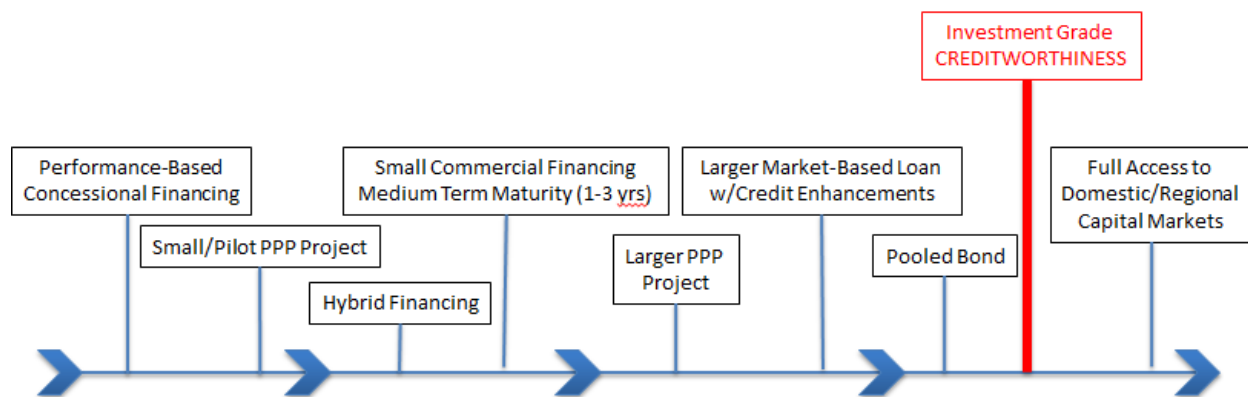 Investment Grade
CREDITWORTHINESS
Performance-Based
Concessional Financing
Small Commercial Financing
Medium Term Maturity (1-3 yrs)
Larger Market-Based Loan
w/Credit Enhancements
Full Access to
Domestic/Regional
Capital Markets
Small/Pilot PPP Project
Larger PPP
Project
Pooled Bond
Hybrid Financing